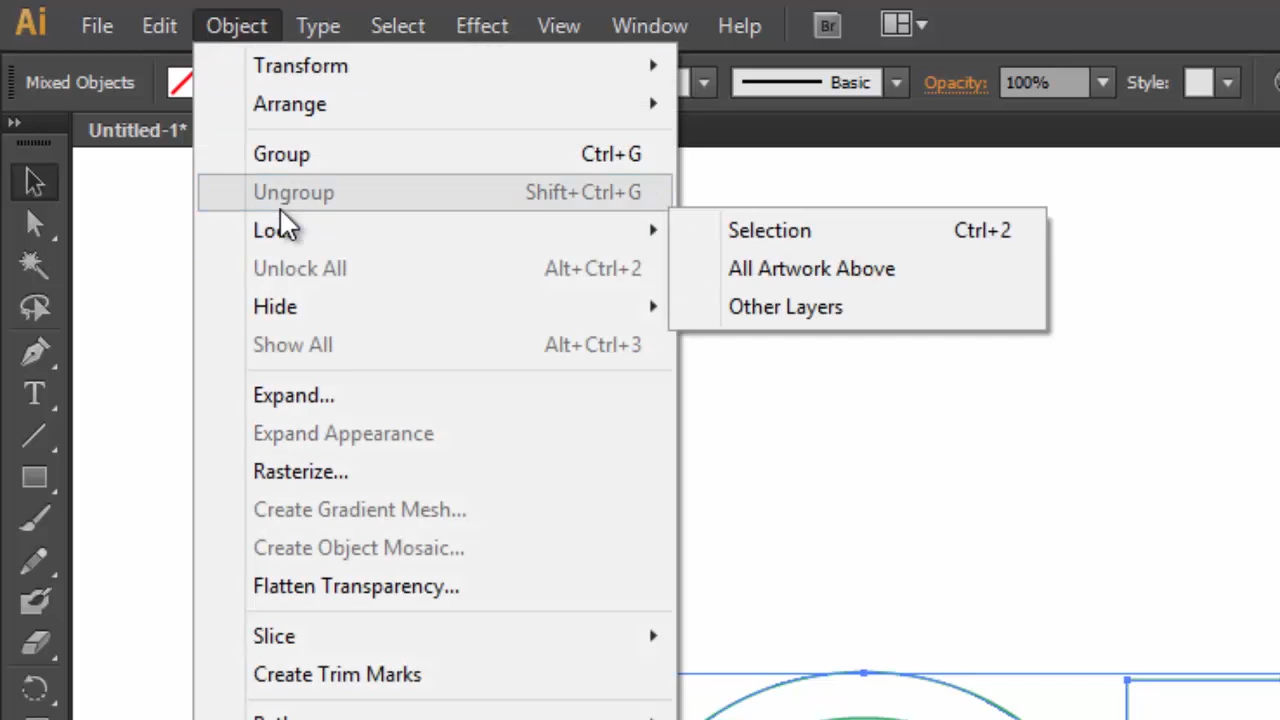 Ai File Edit Object Type Select Effect View Window Help Br
Mixed Objects Basic Opacity: 100% Style:
Untitled-1*
Transform
Arrange
Group Ctrl+G
Ungroup Shift+Ctrl+G
Selection Ctrl+2
Unlock All Alt+Ctrl+2
All Artwork Above
Hide
Other Layers
Show All Alt+Ctrl+3
Expand...
Expand Appearance
Rasterize...
Create Gradient Mesh...
Create Object Mosaic...
Flatten Transparency...
Slice
Create Trim Marks